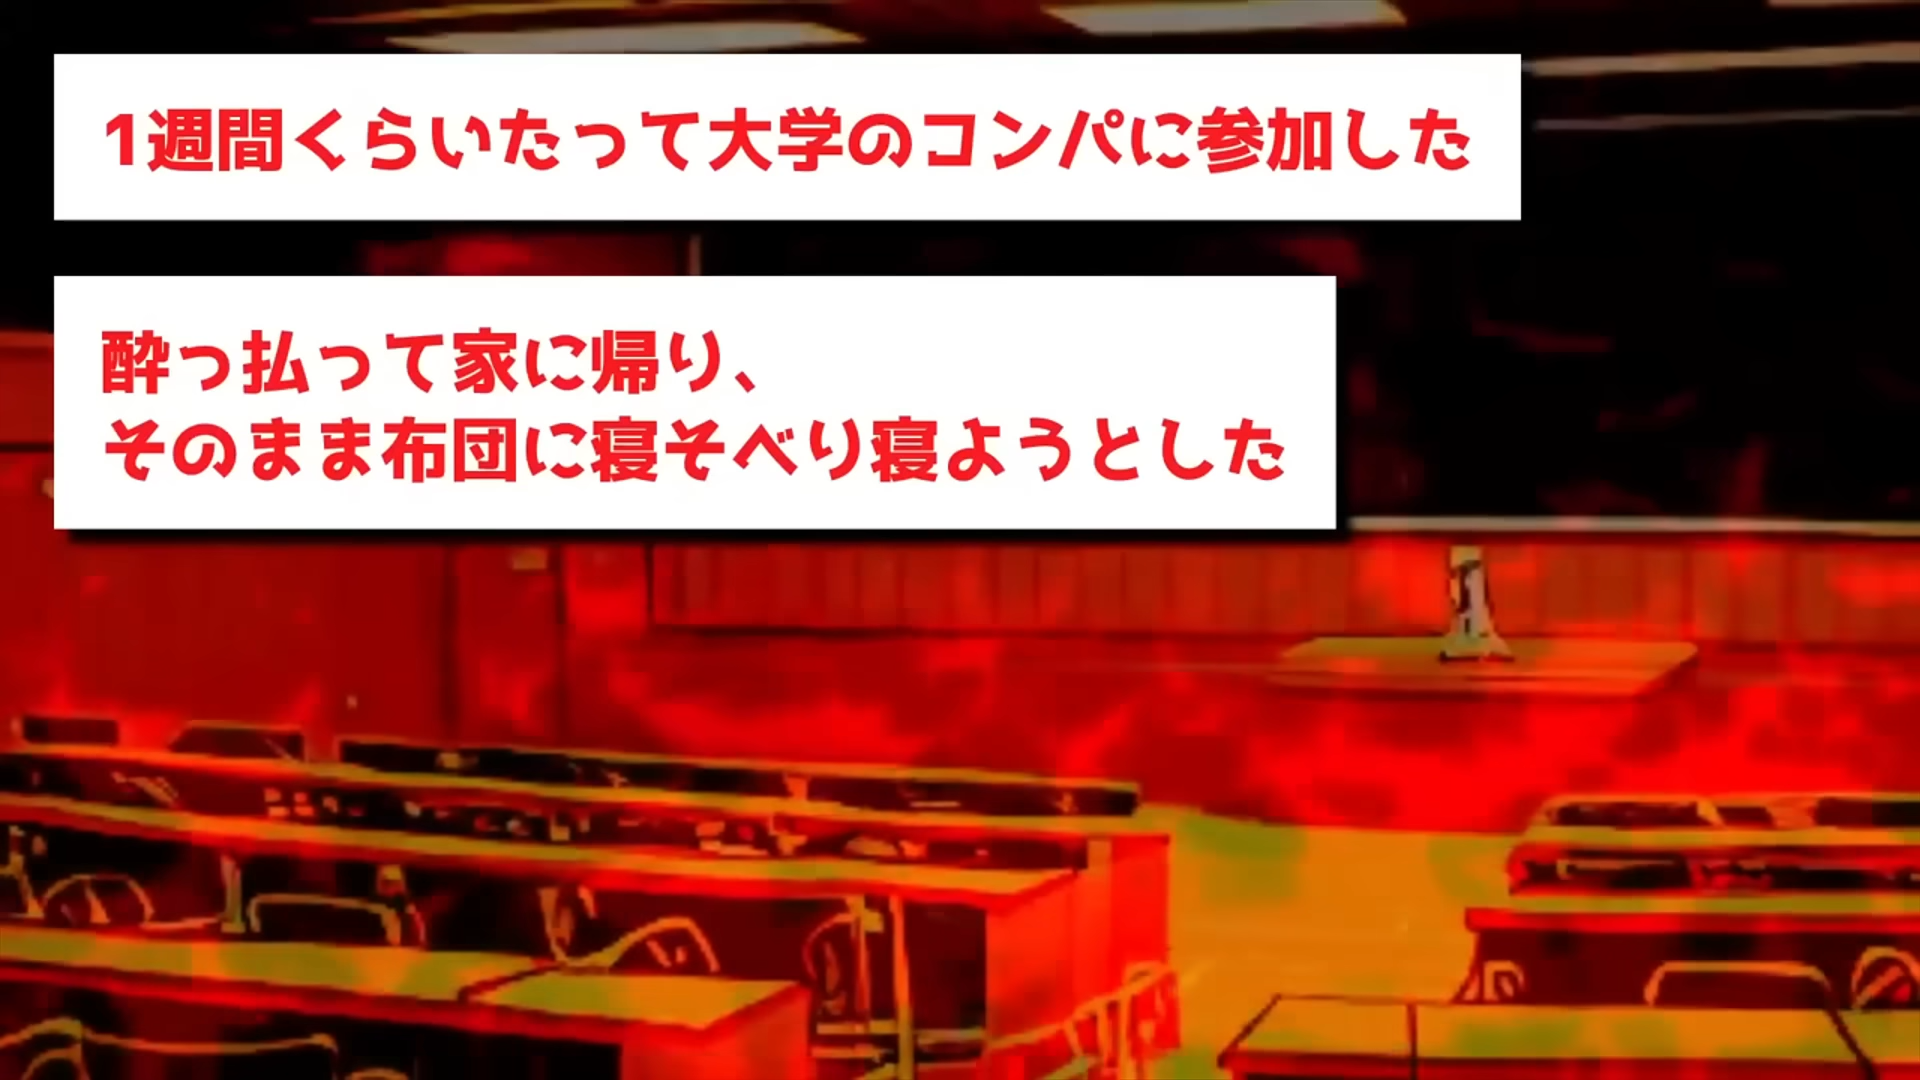 1週間くらいたって大学のコンパに参加した
酔っ払って家に帰り、
そのまま布団に寝そべり寝ようとした